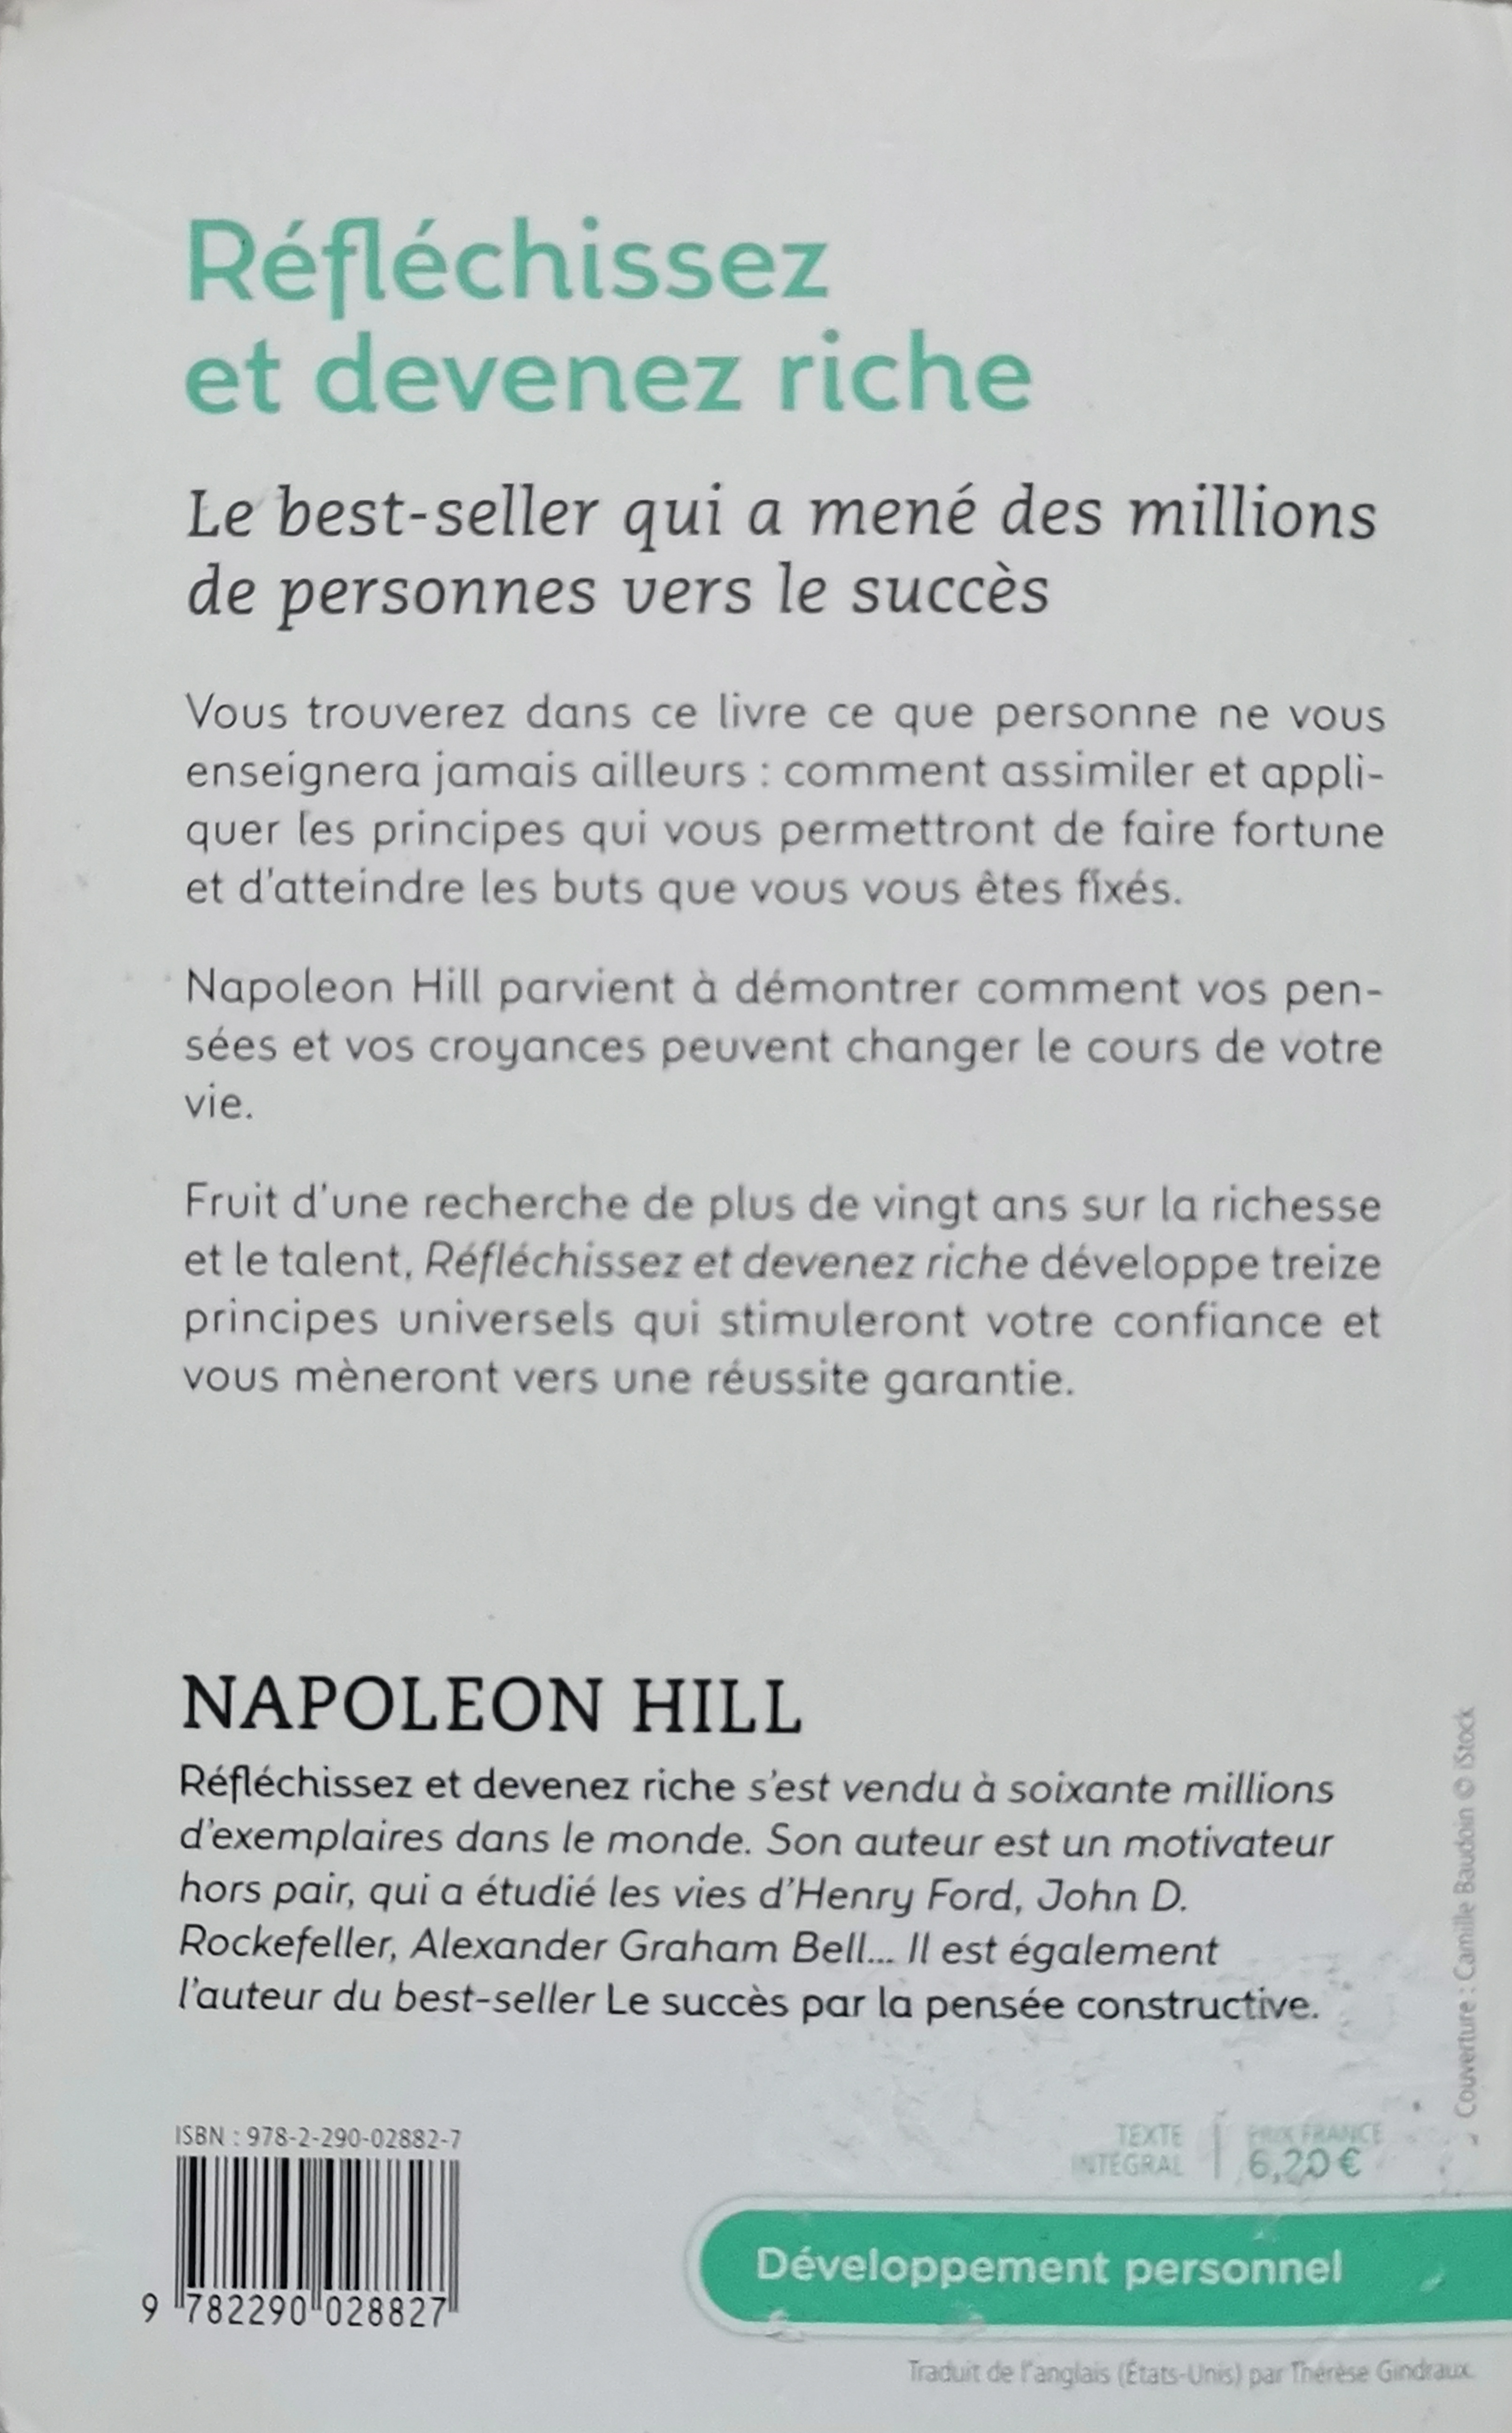 Réfléchissez
et devenez riche
Le best-seller qui a mené des millions
de personnes vers le succès
Vous trouverez dans ce livre ce que personne ne vous
enseignera jamais ailleurs : comment assimiler et appli-
quer les principes qui vous permettront de faire fortune
et d'atteindre les buts que vous vous êtes fixés.
Napoleon Hill parvient à démontrer comment vos pen-
sées et vos croyances peuvent changer le cours de votre
vie.
Fruit d'une recherche de plus de vingt ans sur la richesse
et le talent, Réfléchissez et devenez riche développe treize
principes universels qui stimuleront votre confiance et
vous mèneront vers une réussite garantie.
NAPOLEON HILL
Réfléchissez et devenez riche s'est vendu à soixante millions
d'exemplaires dans le monde. Son auteur est un motivateur
hors pair, qui a étudié les vies d'Henry Ford, John D.
Rockefeller, Alexander Graham Bell... Il est également
l'auteur du best-seller Le succès par la pensée constructive.
Couverture : Camille Baudoin © iStock
ISBN : 978-2-290-02882-7
9 782290 028827
TEXTE
INTÉGRAL
PRIX FRANCE
6,20 €
Développement personnel
Traduit de l'anglais (États-Unis) par Thérèse Gindraux